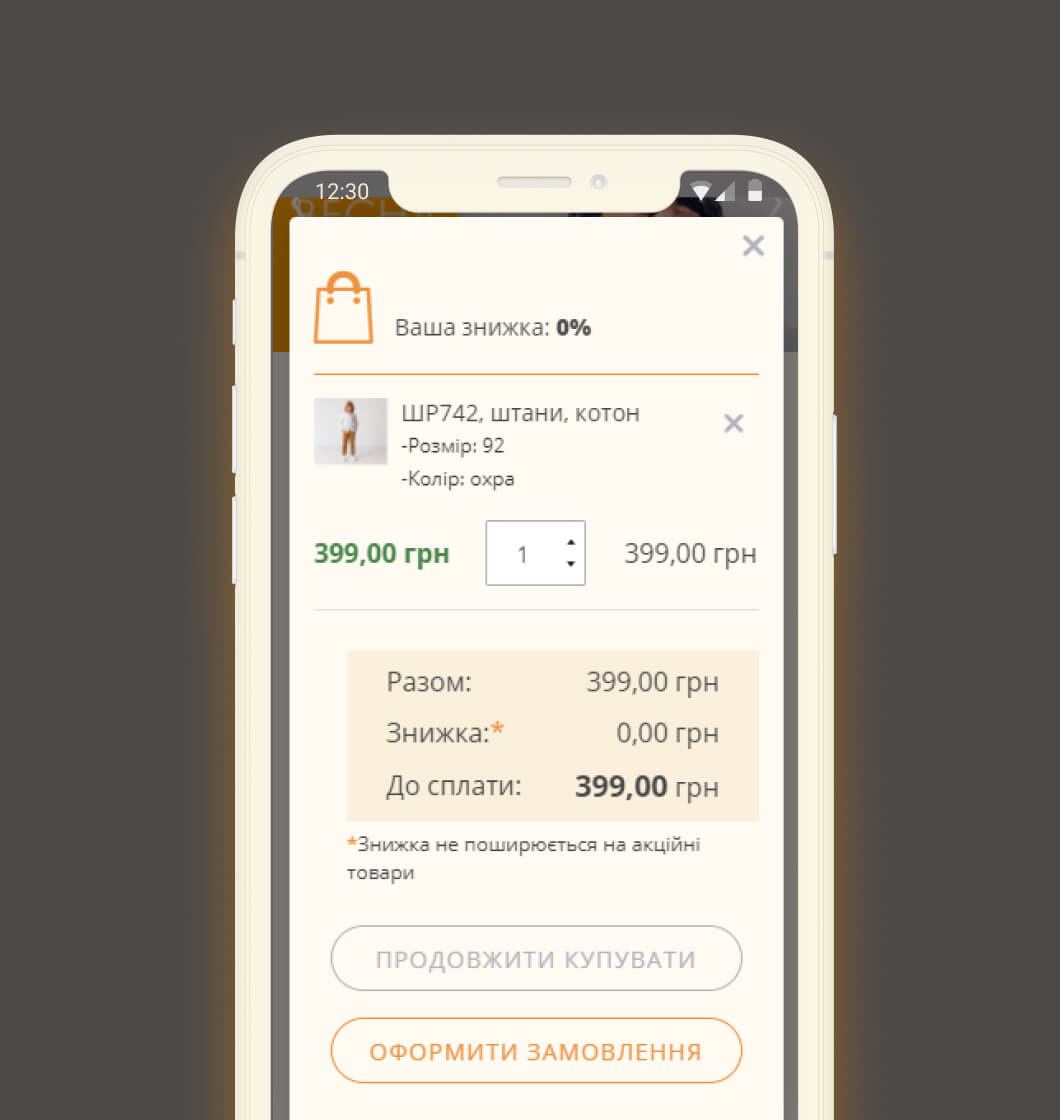 12:30
Ваша знижка: 0%
ШР742, штани, котон
-Розмір: 92
-Колір: охра
399,00 грн 1 399,00 грн
Разом: 399,00 грн
Знижка:* 0,00 грн
До сплати: 399,00 грн
*Знижка не поширюється на акційні
товари
ПРОДОВЖИТИ КУПУВАТИ
ОФОРМИТИ ЗАМОВЛЕННЯ